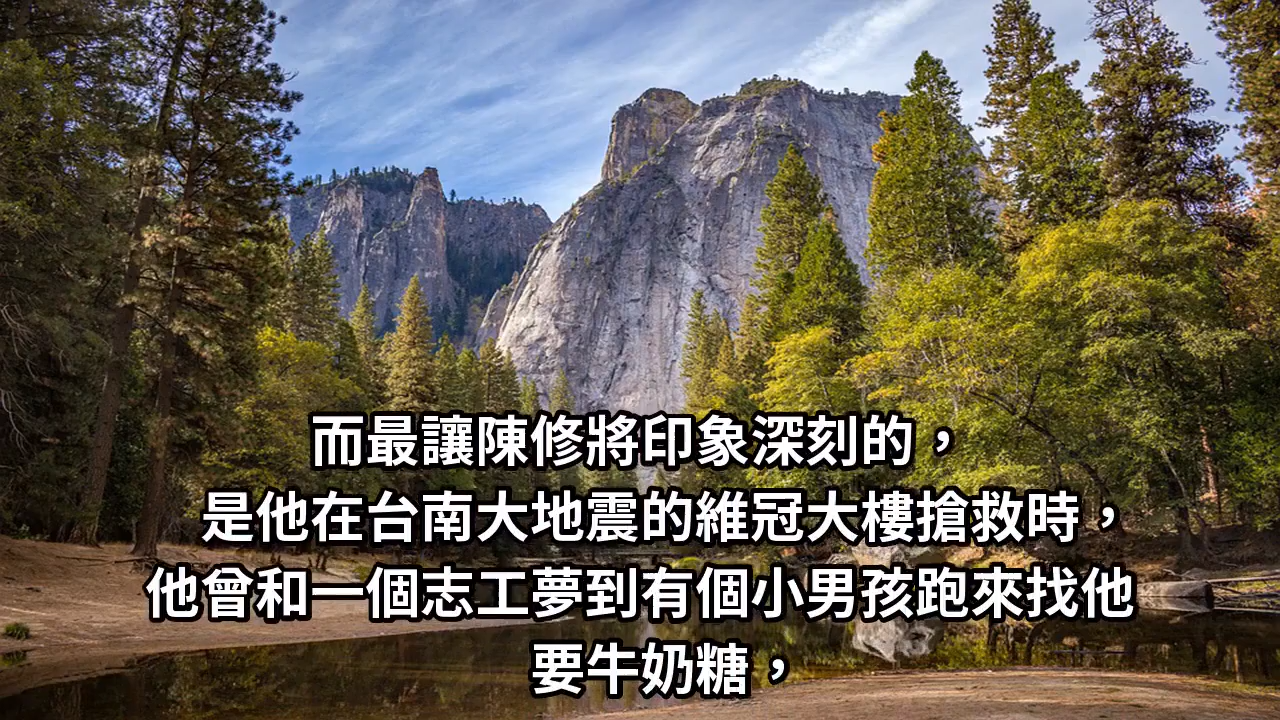 而最讓陳修將印象深刻的，
是他在台南大地震的維冠大樓搶救時，
他曾和一個志工夢到有個小男孩跑來找他
要牛奶糖，